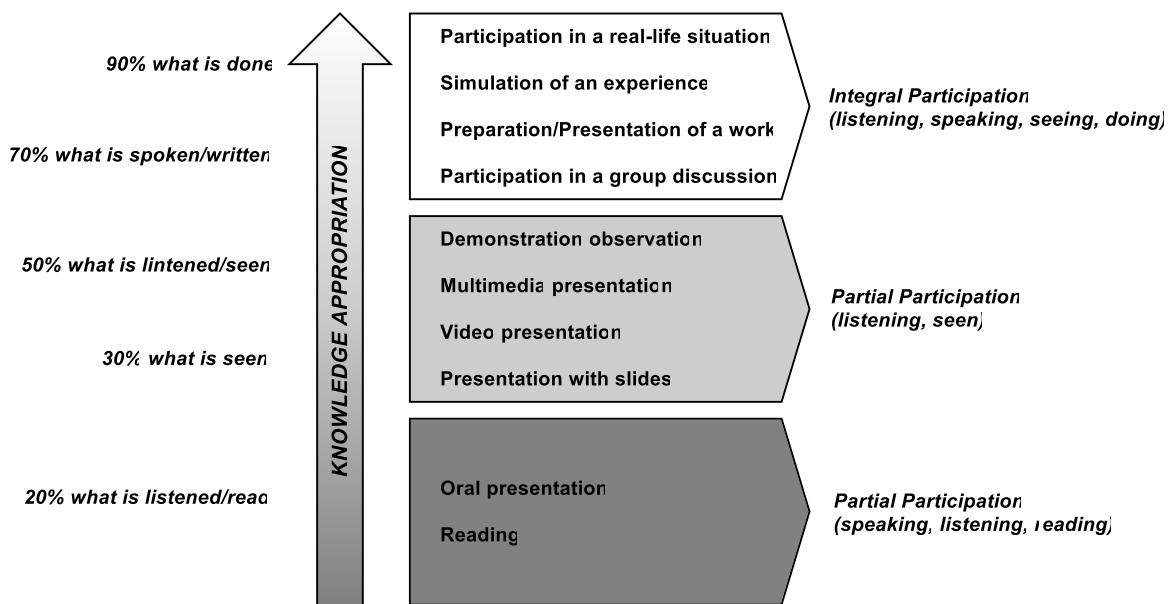 90% what is done
70% what is spoken/written
50% what is lintened/seen
30% what is seen
20% what is listened/read
KNOWLEDGE APPROPRIATION
Participation in a real-life situation
Simulation of an experience
Preparation/Presentation of a work
Participation in a group discussion
Integral Participation
(listening, speaking, seeing, doing)
Demonstration observation
Multimedia presentation
Video presentation
Presentation with slides
Partial Participation
(listening, seen)
Oral presentation
Reading
Partial Participation
(speaking, listening, reading)